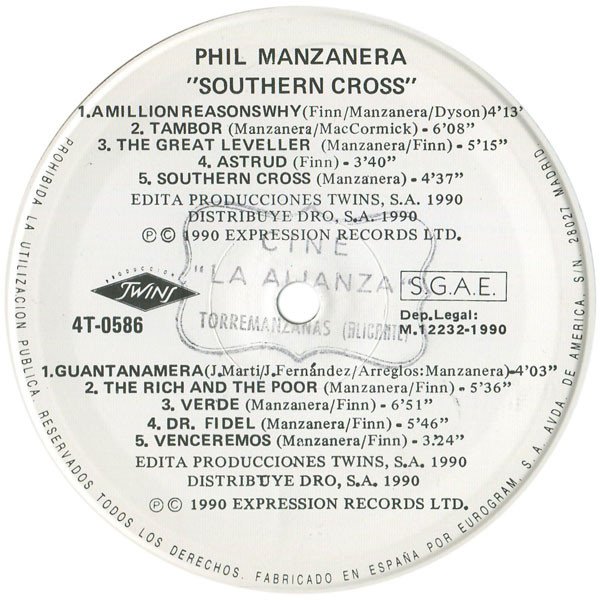 PHIL MANZANERA
"SOUTHERN CROSS"
1.A MILLION REASONS WHY (Finn/Manzanera/Dyson)4'13'
2. TAMBOR (Manzanera/MacCormick) - 6'08"
3. THE GREAT LEVELLER (Manzanera/Finn) - 5'15"
4. ASTRUD (Finn) - 3'40"
5. SOUTHERN CROSS (Manzanera) - 4'37"
EDITA PRODUCCIONES TWINS, S.A. 1990
DISTRIBUYE DRO, S.A. 1990
Ⓟ © 1990 EXPRESSION RECORDS LTD.
CINE
"LA ALIANZA"
TORREMANZANAS (ALICANTE)
PRODUCCIONES
TWINS
4T-0586
S.G.A.E.
Dep.Legal:
M.12232-1990
1.GUANTANAMERA (J.Marti/J.Fernández/Arreglos:Manzanera)-4'03"
2. THE RICH AND THE POOR (Manzanera/Finn) - 5'36"
3. VERDE (Manzanera/Finn) - 6'51"
4. DR. FIDEL (Manzanera/Finn) - 5'46"
5. VENCEREMOS (Manzanera/Finn) - 3'.24"
EDITA PRODUCCIONES TWINS, S.A. 1990
DISTRIBUYE DRO, S.A. 1990
Ⓟ © 1990 EXPRESSION RECORDS LTD.
PROHIBIDA LA UTILIZACION PUBLICA. RESERVADOS TODOS LOS DERECHOS. FABRICADO EN ESPAÑA POR EUROGRAM, S.A. AVDA. DE AMERICA, S/N 28027 MADRID